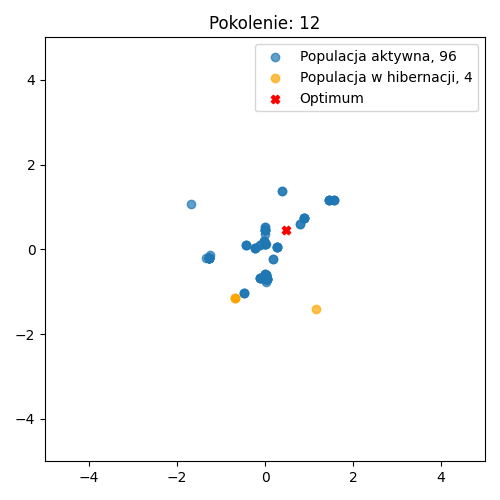 Pokolenie: 12
Populacja aktywna, 96
Populacja w hibernacji, 4
Optimum
4
2
0
−2
−4
−4 −2 0 2 4